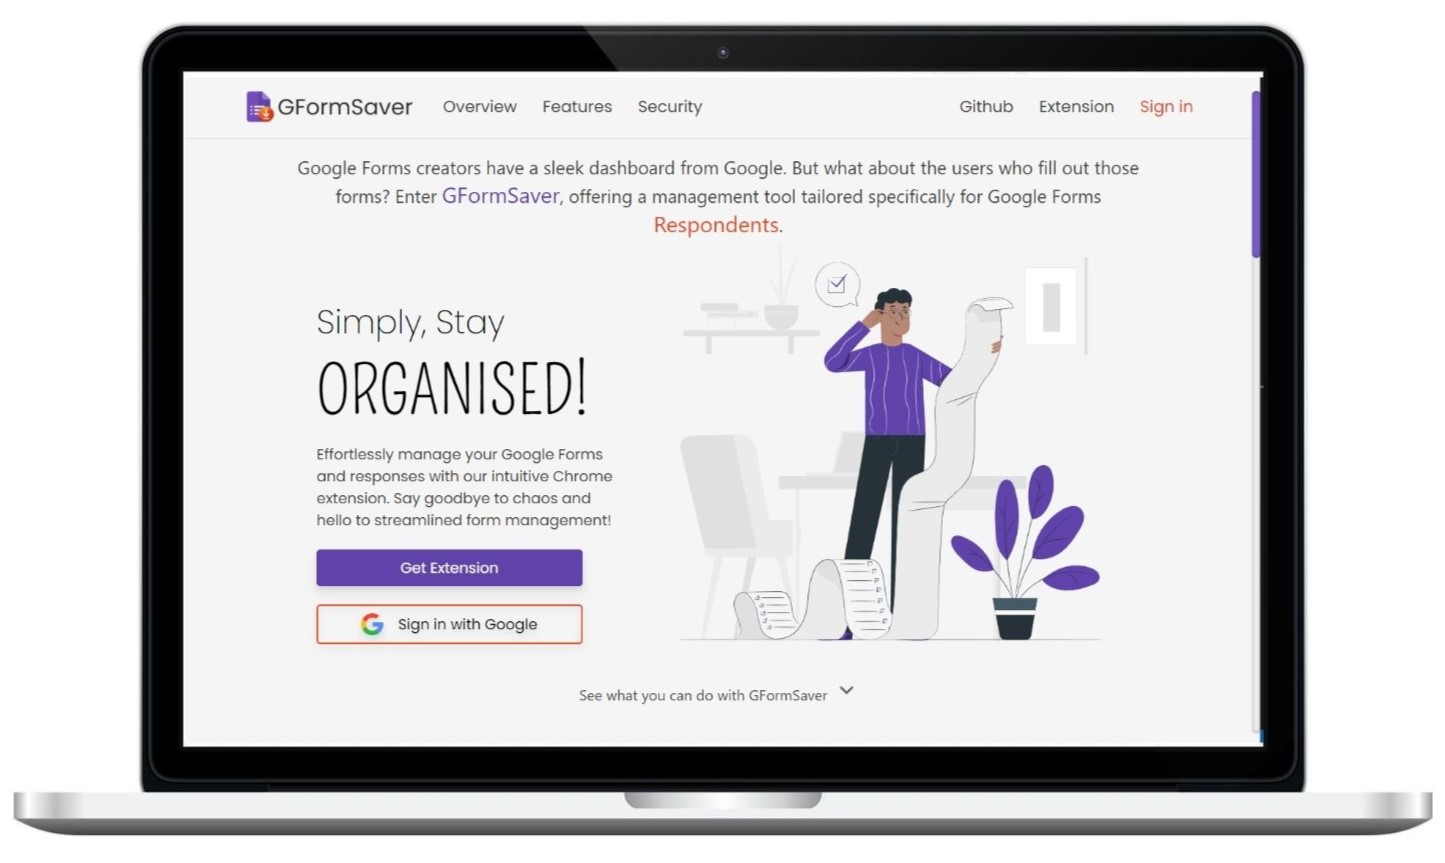 GFormSaver Overview Features Security Github Extension Sign in
Google Forms creators have a sleek dashboard from Google. But what about the users who fill out those
forms? Enter GFormSaver, offering a management tool tailored specifically for Google Forms
Respondents.
Simply, Stay
ORGANISED!
Effortlessly manage your Google Forms
and responses with our intuitive Chrome
extension. Say goodbye to chaos and
hello to streamlined form management!
Get Extension
Sign in with Google
See what you can do with GFormSaver